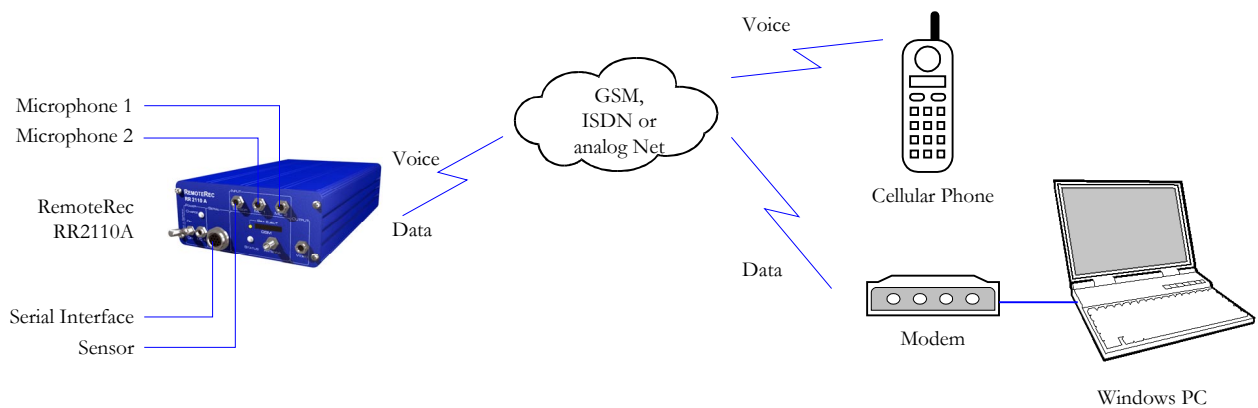 Microphone 1
Microphone 2
RemoteRec
RR2110A
Serial Interface
Sensor
REMOTEREC
RR 2110 A
Voice
Data
GSM,
ISDN or
analog Net
Voice
Data
Cellular Phone
Modem
Windows PC